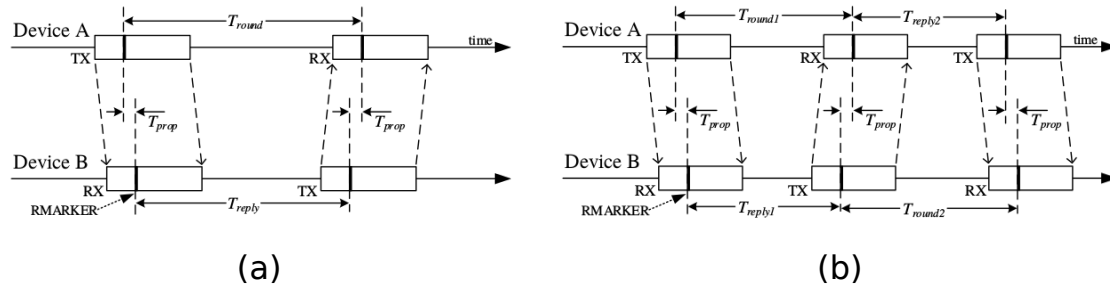 Device A
T_round
TX
RX
time
T_prop
T_prop
Device B
RX
TX
RMARKER
T_reply
(a)
Device A
T_round1
T_reply2
TX
RX
TX
time
T_prop
T_prop
T_prop
Device B
RX
TX
RX
RMARKER
T_reply1
T_round2
(b)